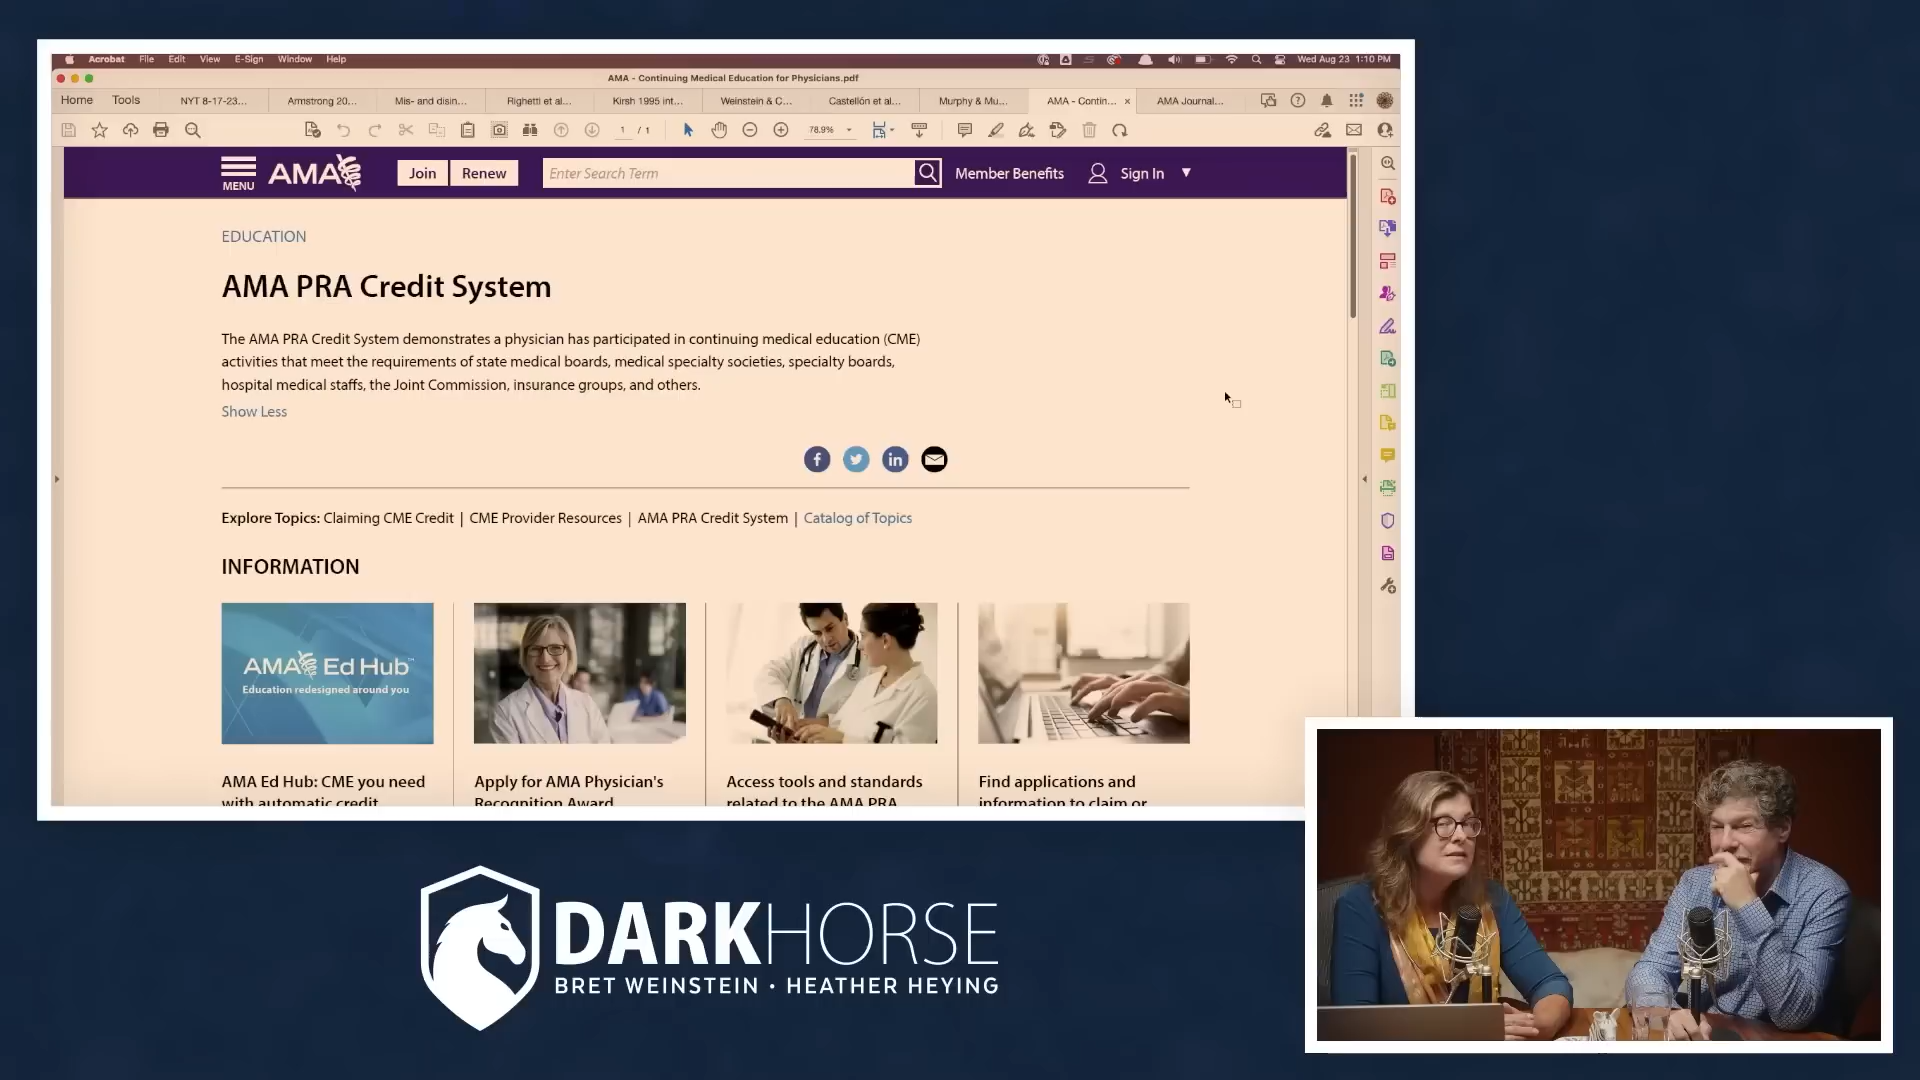 Acrobat File Edit View E-Sign Window Help
Wed Aug 23 1:10 PM
AMA - Continuing Medical Education for Physicians.pdf
Home Tools NYT 8-17-23... Armstrong 20... Mis- and disin... Righetti et al... Kirsh 1995 int... Weinstein & C... Castellón et al... Murphy & Mu... AMA - Contin... × AMA Journal...
1 / 1 78.9%
MENU AMA Join Renew Enter Search Term Member Benefits Sign In
EDUCATION
AMA PRA Credit System
The AMA PRA Credit System demonstrates a physician has participated in continuing medical education (CME)
activities that meet the requirements of state medical boards, medical specialty societies, specialty boards,
hospital medical staffs, the Joint Commission, insurance groups, and others.
Show Less
Explore Topics: Claiming CME Credit | CME Provider Resources | AMA PRA Credit System | Catalog of Topics
INFORMATION
AMA Ed Hub™
Education redesigned around you
AMA Ed Hub: CME you need
with automatic credit
Apply for AMA Physician's
Recognition Award
Access tools and standards
related to the AMA PRA
Find applications and
information to claim or
DARKHORSE
BRET WEINSTEIN • HEATHER HEYING